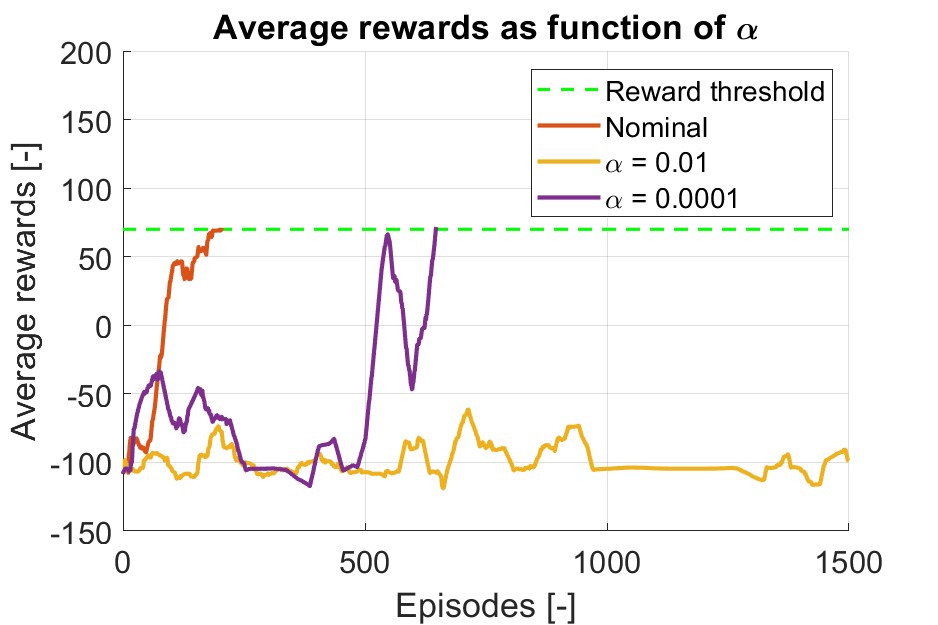 Average rewards as function of α
200
150
100
50
0
-50
-100
-150
Average rewards [-]
Reward threshold
Nominal
α = 0.01
α = 0.0001
0
500
1000
1500
Episodes [-]